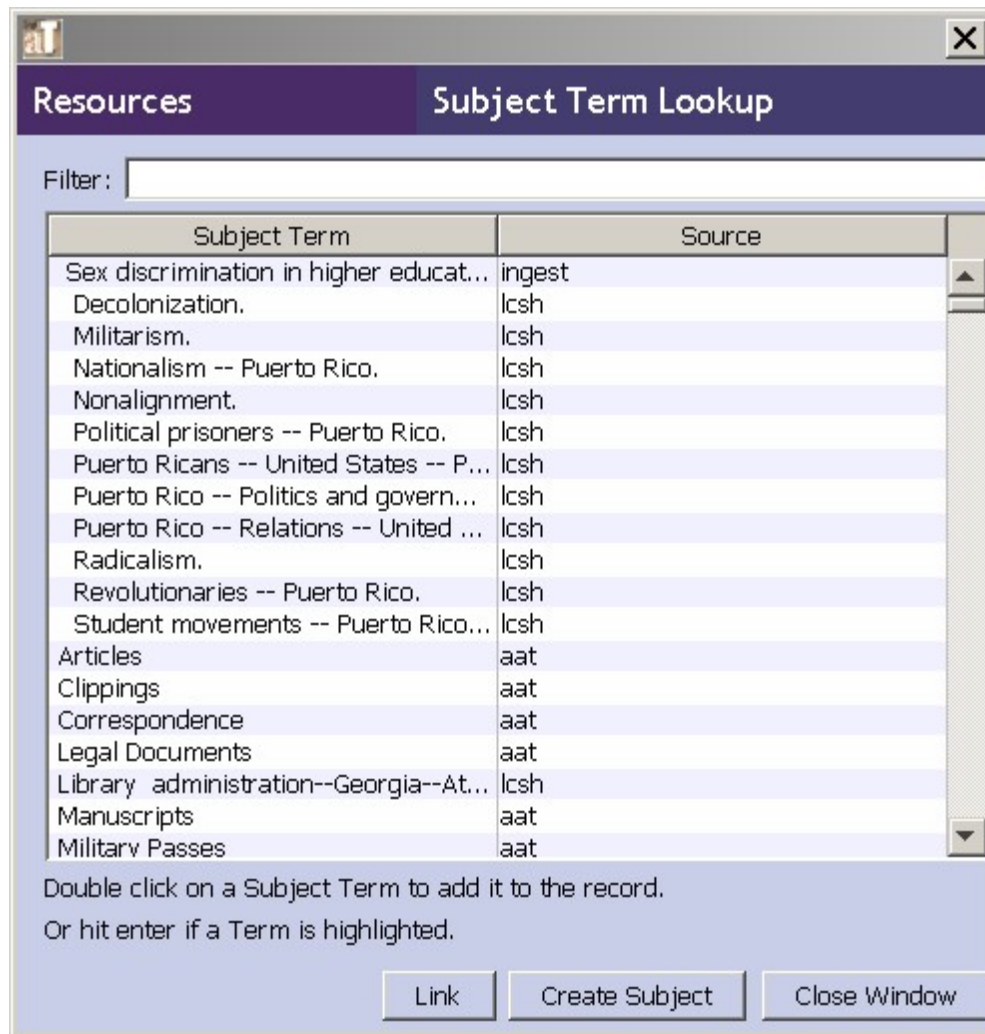 aT
Resources Subject Term Lookup
Filter:
Subject Term Source
Sex discrimination in higher educat... ingest
Decolonization. lcsh
Militarism. lcsh
Nationalism -- Puerto Rico. lcsh
Nonalignment. lcsh
Political prisoners -- Puerto Rico. lcsh
Puerto Ricans -- United States -- P... lcsh
Puerto Rico -- Politics and govern... lcsh
Puerto Rico -- Relations -- United ... lcsh
Radicalism. lcsh
Revolutionaries -- Puerto Rico. lcsh
Student movements -- Puerto Rico... lcsh
Articles aat
Clippings aat
Correspondence aat
Legal Documents aat
Library  administration--Georgia--At... lcsh
Manuscripts aat
Military Passes aat
Double click on a Subject Term to add it to the record.
Or hit enter if a Term is highlighted.
Link Create Subject Close Window